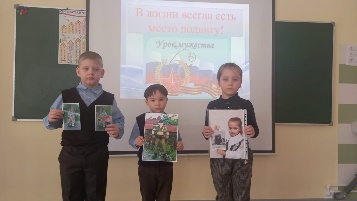 В жизни всегда есть
место подвигу!
Урок мужества